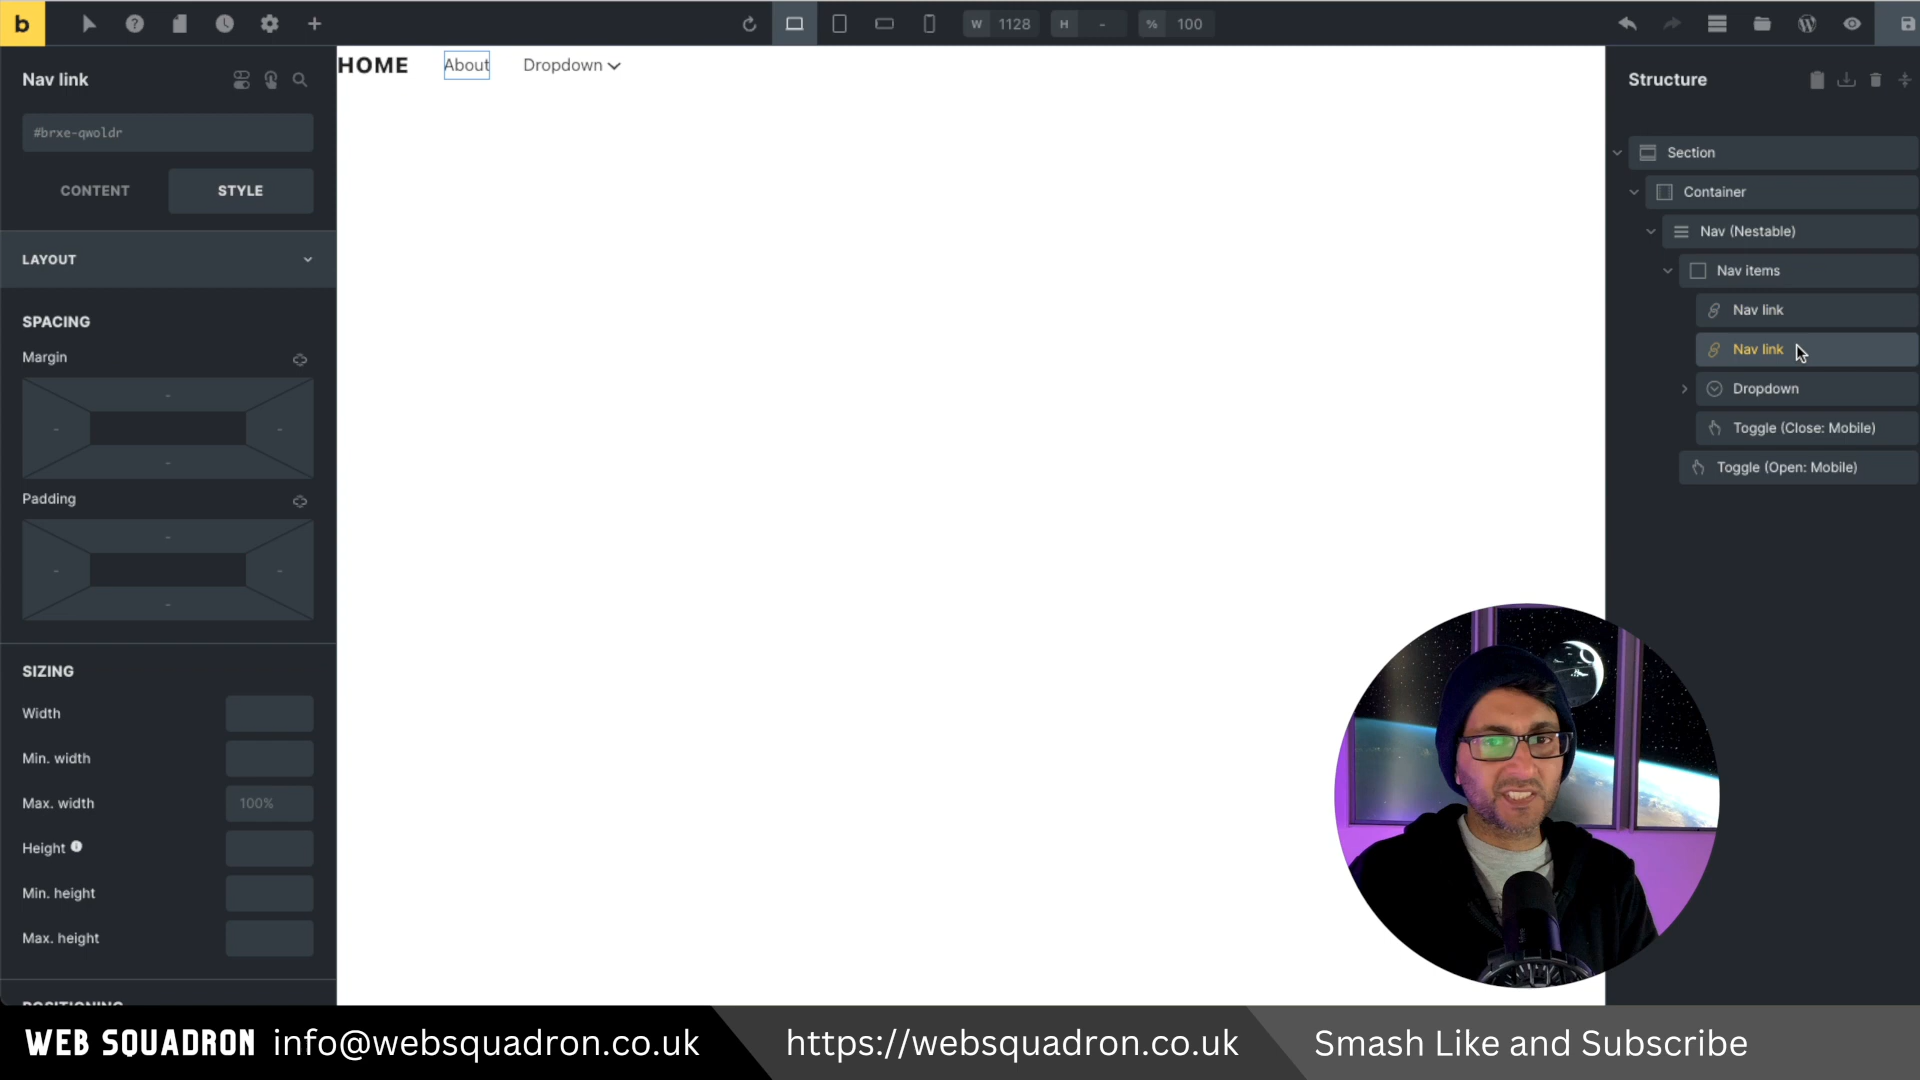 b
W 1128
H -
% 100
Nav link
#brxe-qwoldr
CONTENT
STYLE
LAYOUT
SPACING
Margin
-
- -
-
Padding
-
- -
-
SIZING
Width
Min. width
Max. width 100%
Height
Min. height
Max. height
POSITIONING
HOME
About
Dropdown
Structure
Section
Container
Nav (Nestable)
Nav items
Nav link
Nav link
Dropdown
Toggle (Close: Mobile)
Toggle (Open: Mobile)
WEB SQUADRON info@websquadron.co.uk
https://websquadron.co.uk
Smash Like and Subscribe